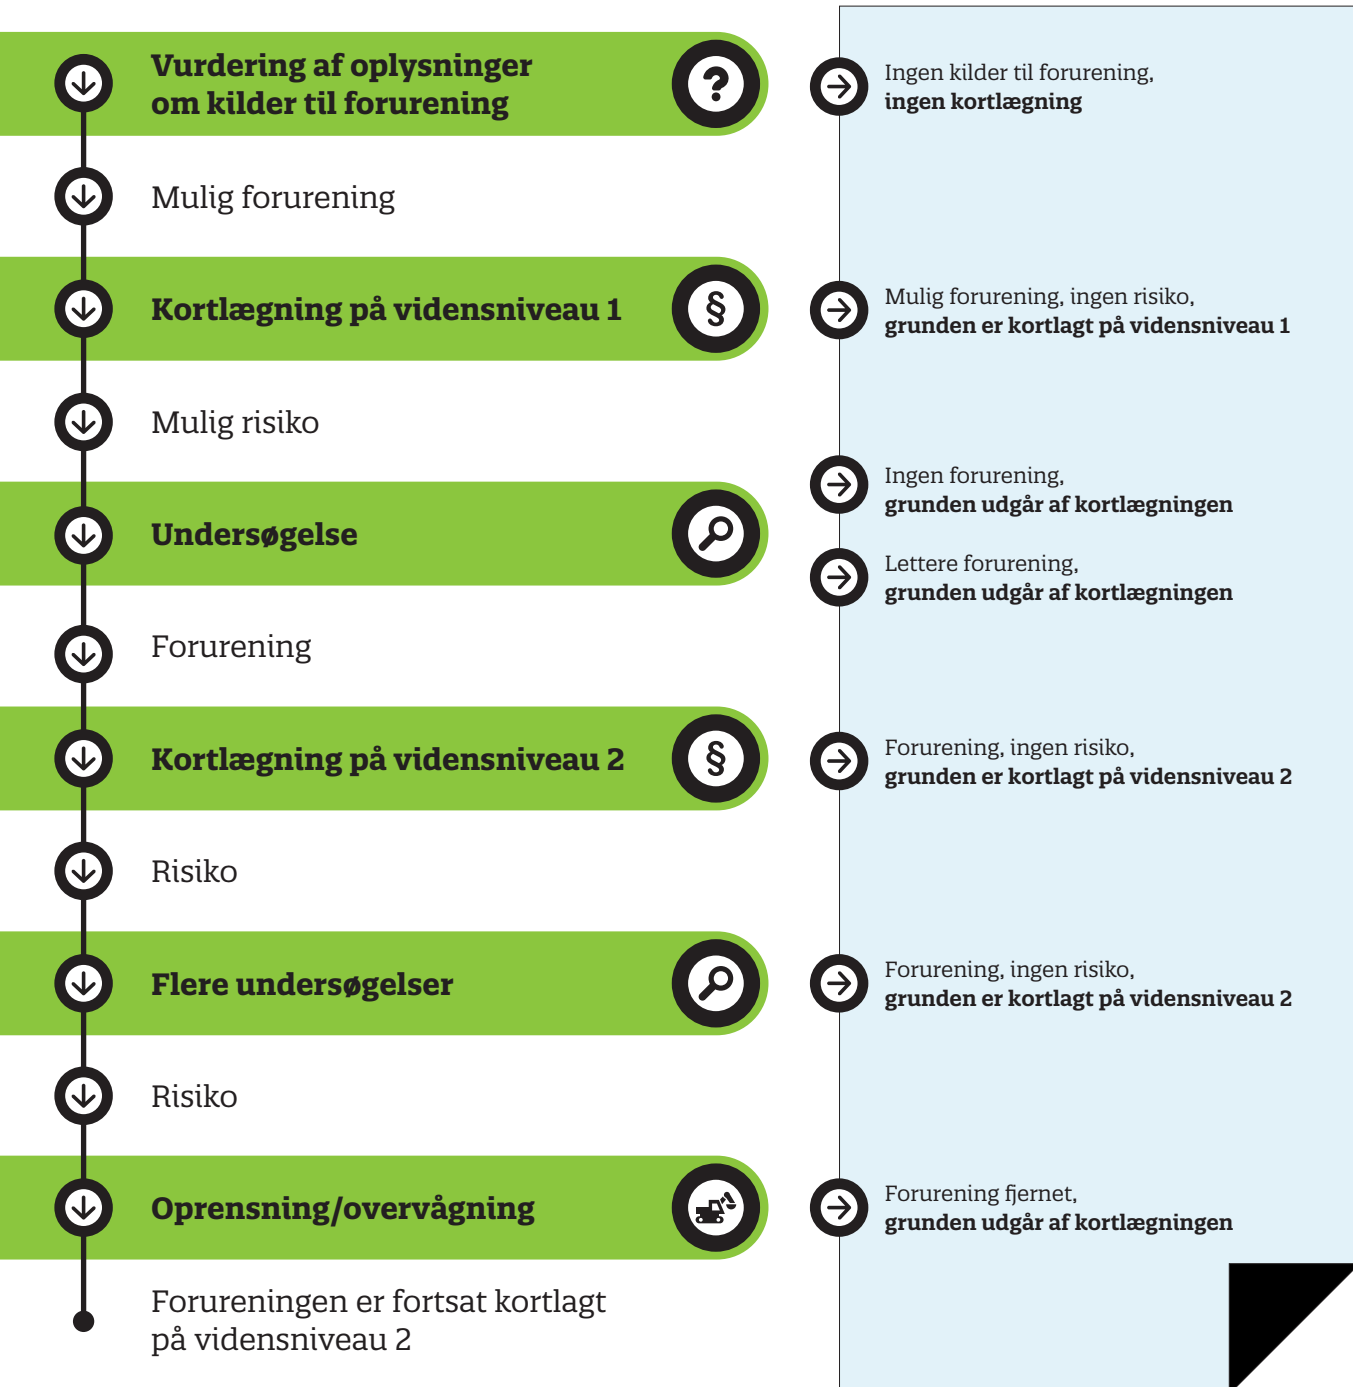 Vurdering af oplysninger
om kilder til forurening
?
Ingen kilder til forurening,
ingen kortlægning
Mulig forurening
Kortlægning på vidensniveau 1
§
Mulig forurening, ingen risiko,
grunden er kortlagt på vidensniveau 1
Mulig risiko
Undersøgelse
Ingen forurening,
grunden udgår af kortlægningen
Lettere forurening,
grunden udgår af kortlægningen
Forurening
Kortlægning på vidensniveau 2
§
Forurening, ingen risiko,
grunden er kortlagt på vidensniveau 2
Risiko
Flere undersøgelser
Forurening, ingen risiko,
grunden er kortlagt på vidensniveau 2
Risiko
Oprensning/overvågning
Forurening fjernet,
grunden udgår af kortlægningen
Forureningen er fortsat kortlagt
på vidensniveau 2